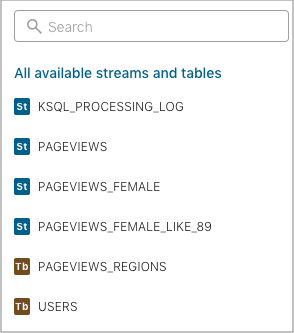 Search
All available streams and tables
St KSQL_PROCESSING_LOG
St PAGEVIEWS
St PAGEVIEWS_FEMALE
St PAGEVIEWS_FEMALE_LIKE_89
Tb PAGEVIEWS_REGIONS
Tb USERS